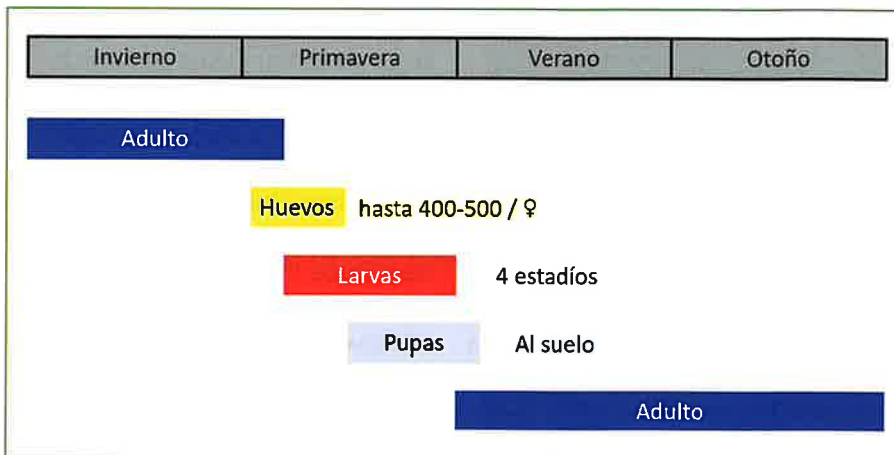 Invierno Primavera Verano Otoño
Adulto
Huevos hasta 400-500 / ♀
Larvas 4 estadíos
Pupas Al suelo
Adulto